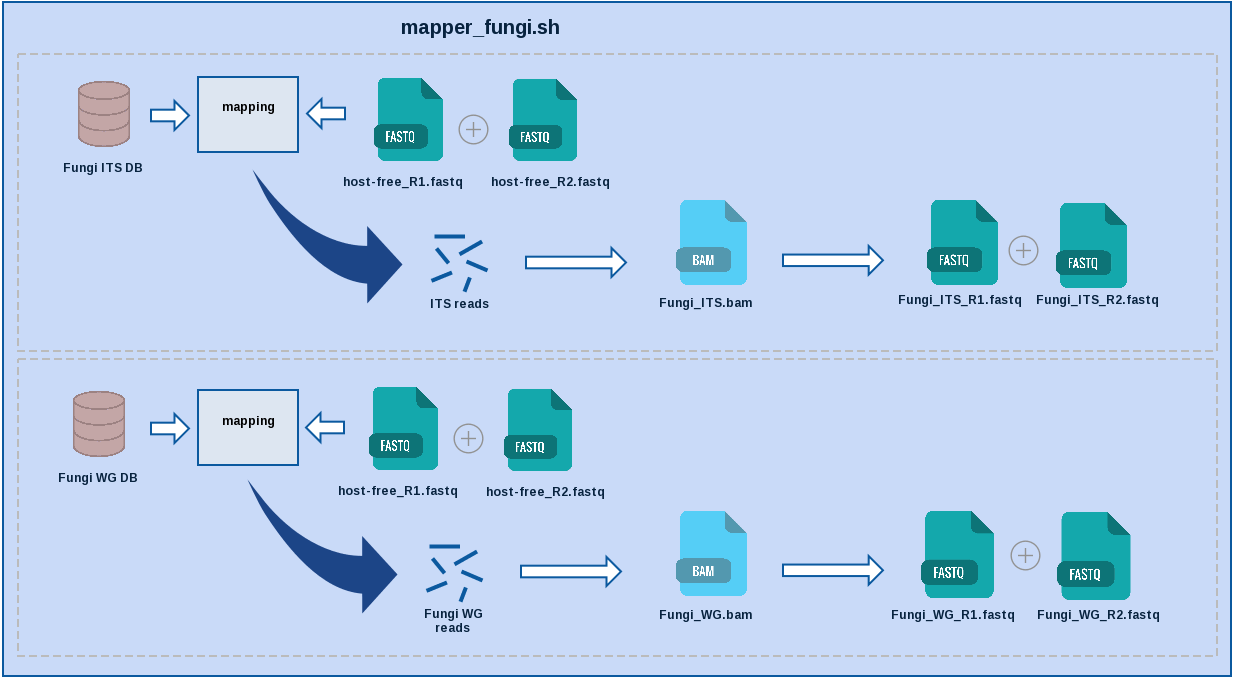 mapper_fungi.sh
mapping
FASTQ
FASTQ
Fungi ITS DB
host-free_R1.fastq
host-free_R2.fastq
ITS reads
BAM
Fungi_ITS.bam
FASTQ
FASTQ
Fungi_ITS_R1.fastq
Fungi_ITS_R2.fastq
mapping
FASTQ
FASTQ
Fungi WG DB
host-free_R1.fastq
host-free_R2.fastq
Fungi WG
reads
BAM
Fungi_WG.bam
FASTQ
FASTQ
Fungi_WG_R1.fastq
Fungi_WG_R2.fastq